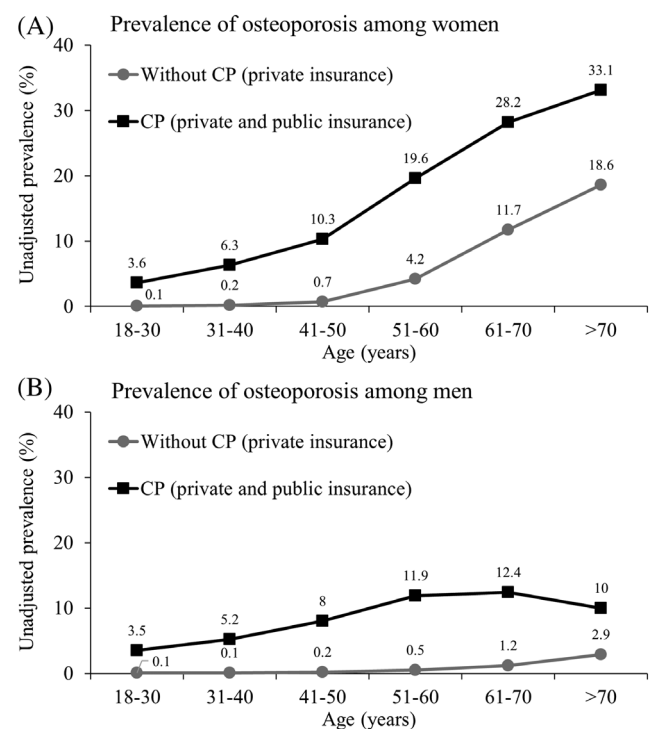 (A) Prevalence of osteoporosis among women
40
Without CP (private insurance)
33.1
30
CP (private and public insurance)
28.2
19.6
18.6
20
11.7
10.3
10
6.3
4.2
3.6
0.1
0.2
0.7
0
Unadjusted prevalence (%)
18-30 31-40 41-50 51-60 61-70 >70
Age (years)
(B) Prevalence of osteoporosis among men
40
Without CP (private insurance)
30
CP (private and public insurance)
20
11.9
12.4
10
8
10
5.2
3.5
2.9
0.1
0.1
0.2
0.5
1.2
0
Unadjusted prevalence (%)
18-30 31-40 41-50 51-60 61-70 >70
Age (years)